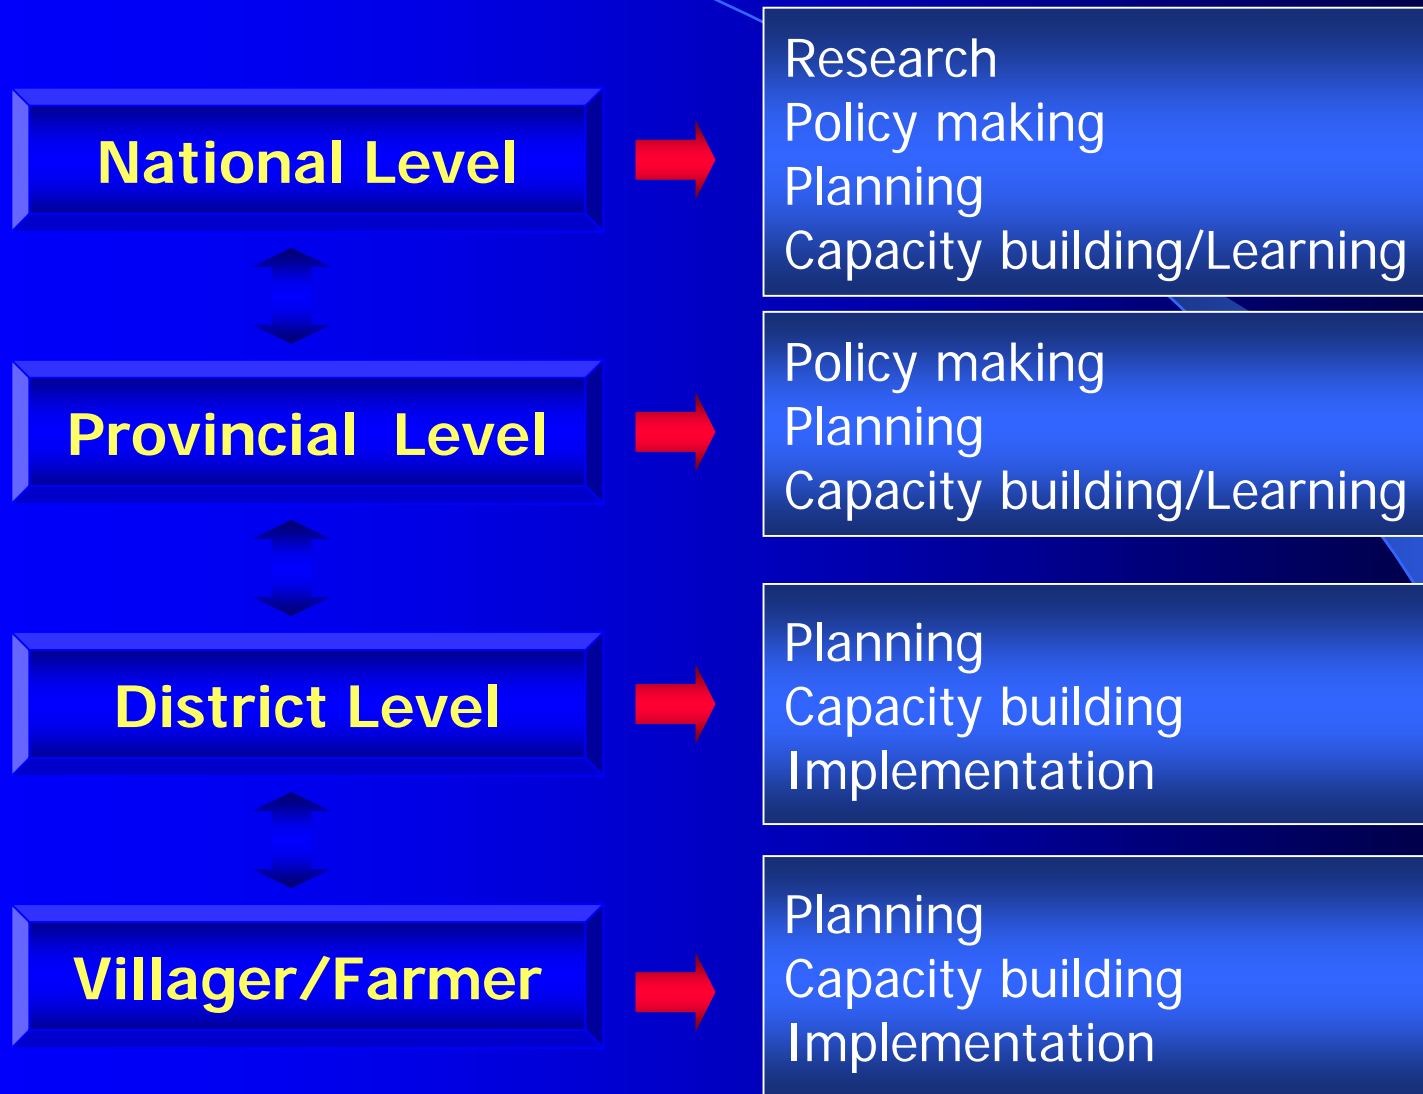 National Level
Research
Policy making
Planning
Capacity building/Learning
Provincial Level
Policy making
Planning
Capacity building/Learning
District Level
Planning
Capacity building
Implementation
Villager/Farmer
Planning
Capacity building
Implementation